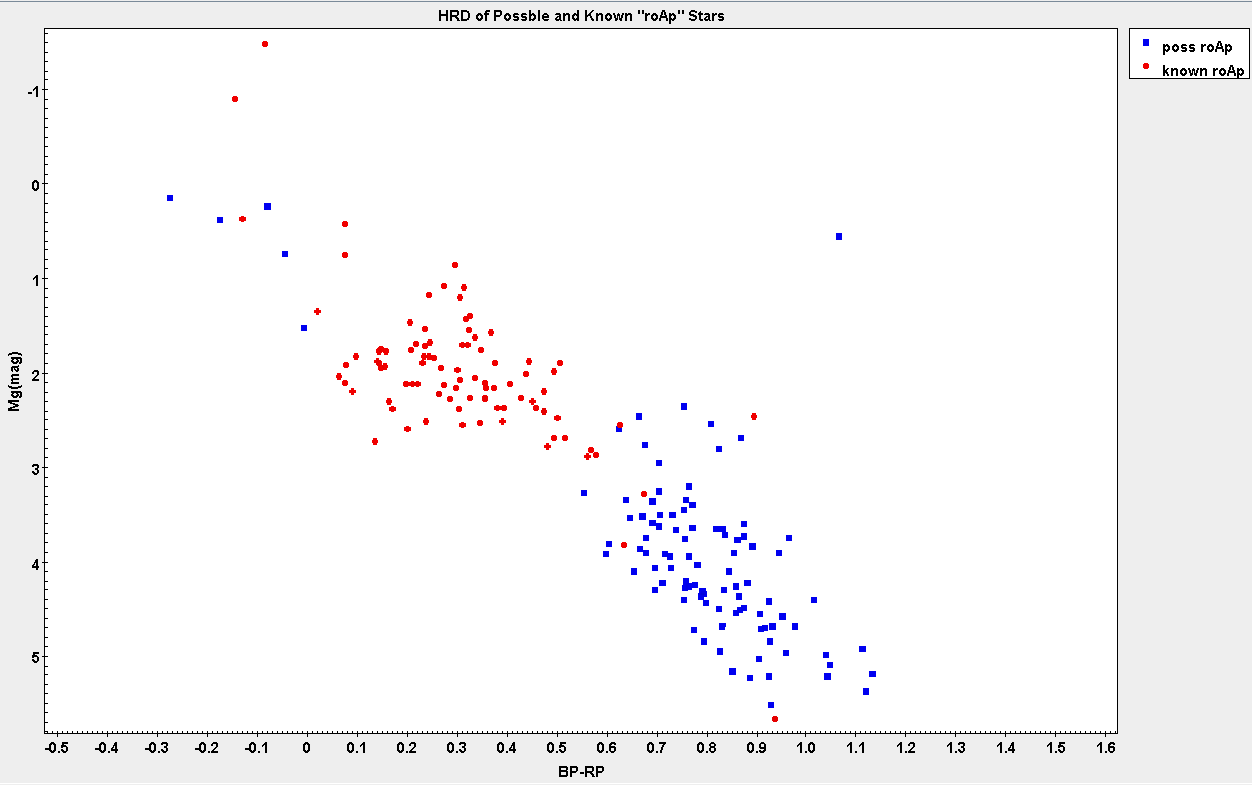 HRD of Possble and Known "roAp" Stars
poss roAp
known roAp
-1
0
1
2
3
4
5
Mg(mag)
-0.5 -0.4 -0.3 -0.2 -0.1 0 0.1 0.2 0.3 0.4 0.5 0.6 0.7 0.8 0.9 1.0 1.1 1.2 1.3 1.4 1.5 1.6
BP-RP